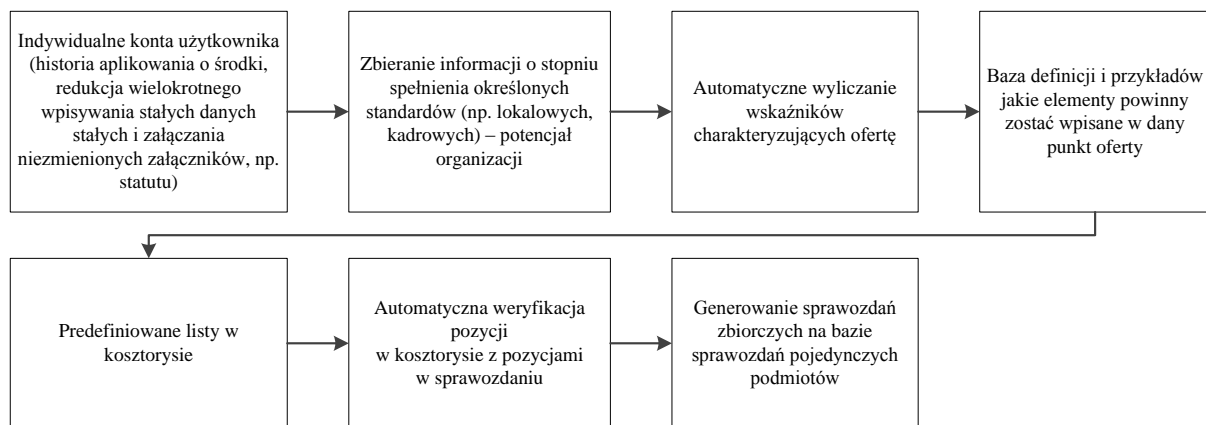 Indywidualne konta użytkownika
(historia aplikowania o środki,
redukcja wielokrotnego
wpisywania stałych danych
stałych i załączania
niezmienionych załączników, np.
statutu)
Zbieranie informacji o stopniu
spełnienia określonych
standardów (np. lokalowych,
kadrowych) – potencjał
organizacji
Automatyczne wyliczanie
wskaźników
charakteryzujących ofertę
Baza definicji i przykładów
jakie elementy powinny
zostać wpisane w dany
punkt oferty
Predefiniowane listy w
kosztorysie
Automatyczna weryfikacja
pozycji
w kosztorysie z pozycjami
w sprawozdaniu
Generowanie sprawozdań
zbiorczych na bazie
sprawozdań pojedynczych
podmiotów